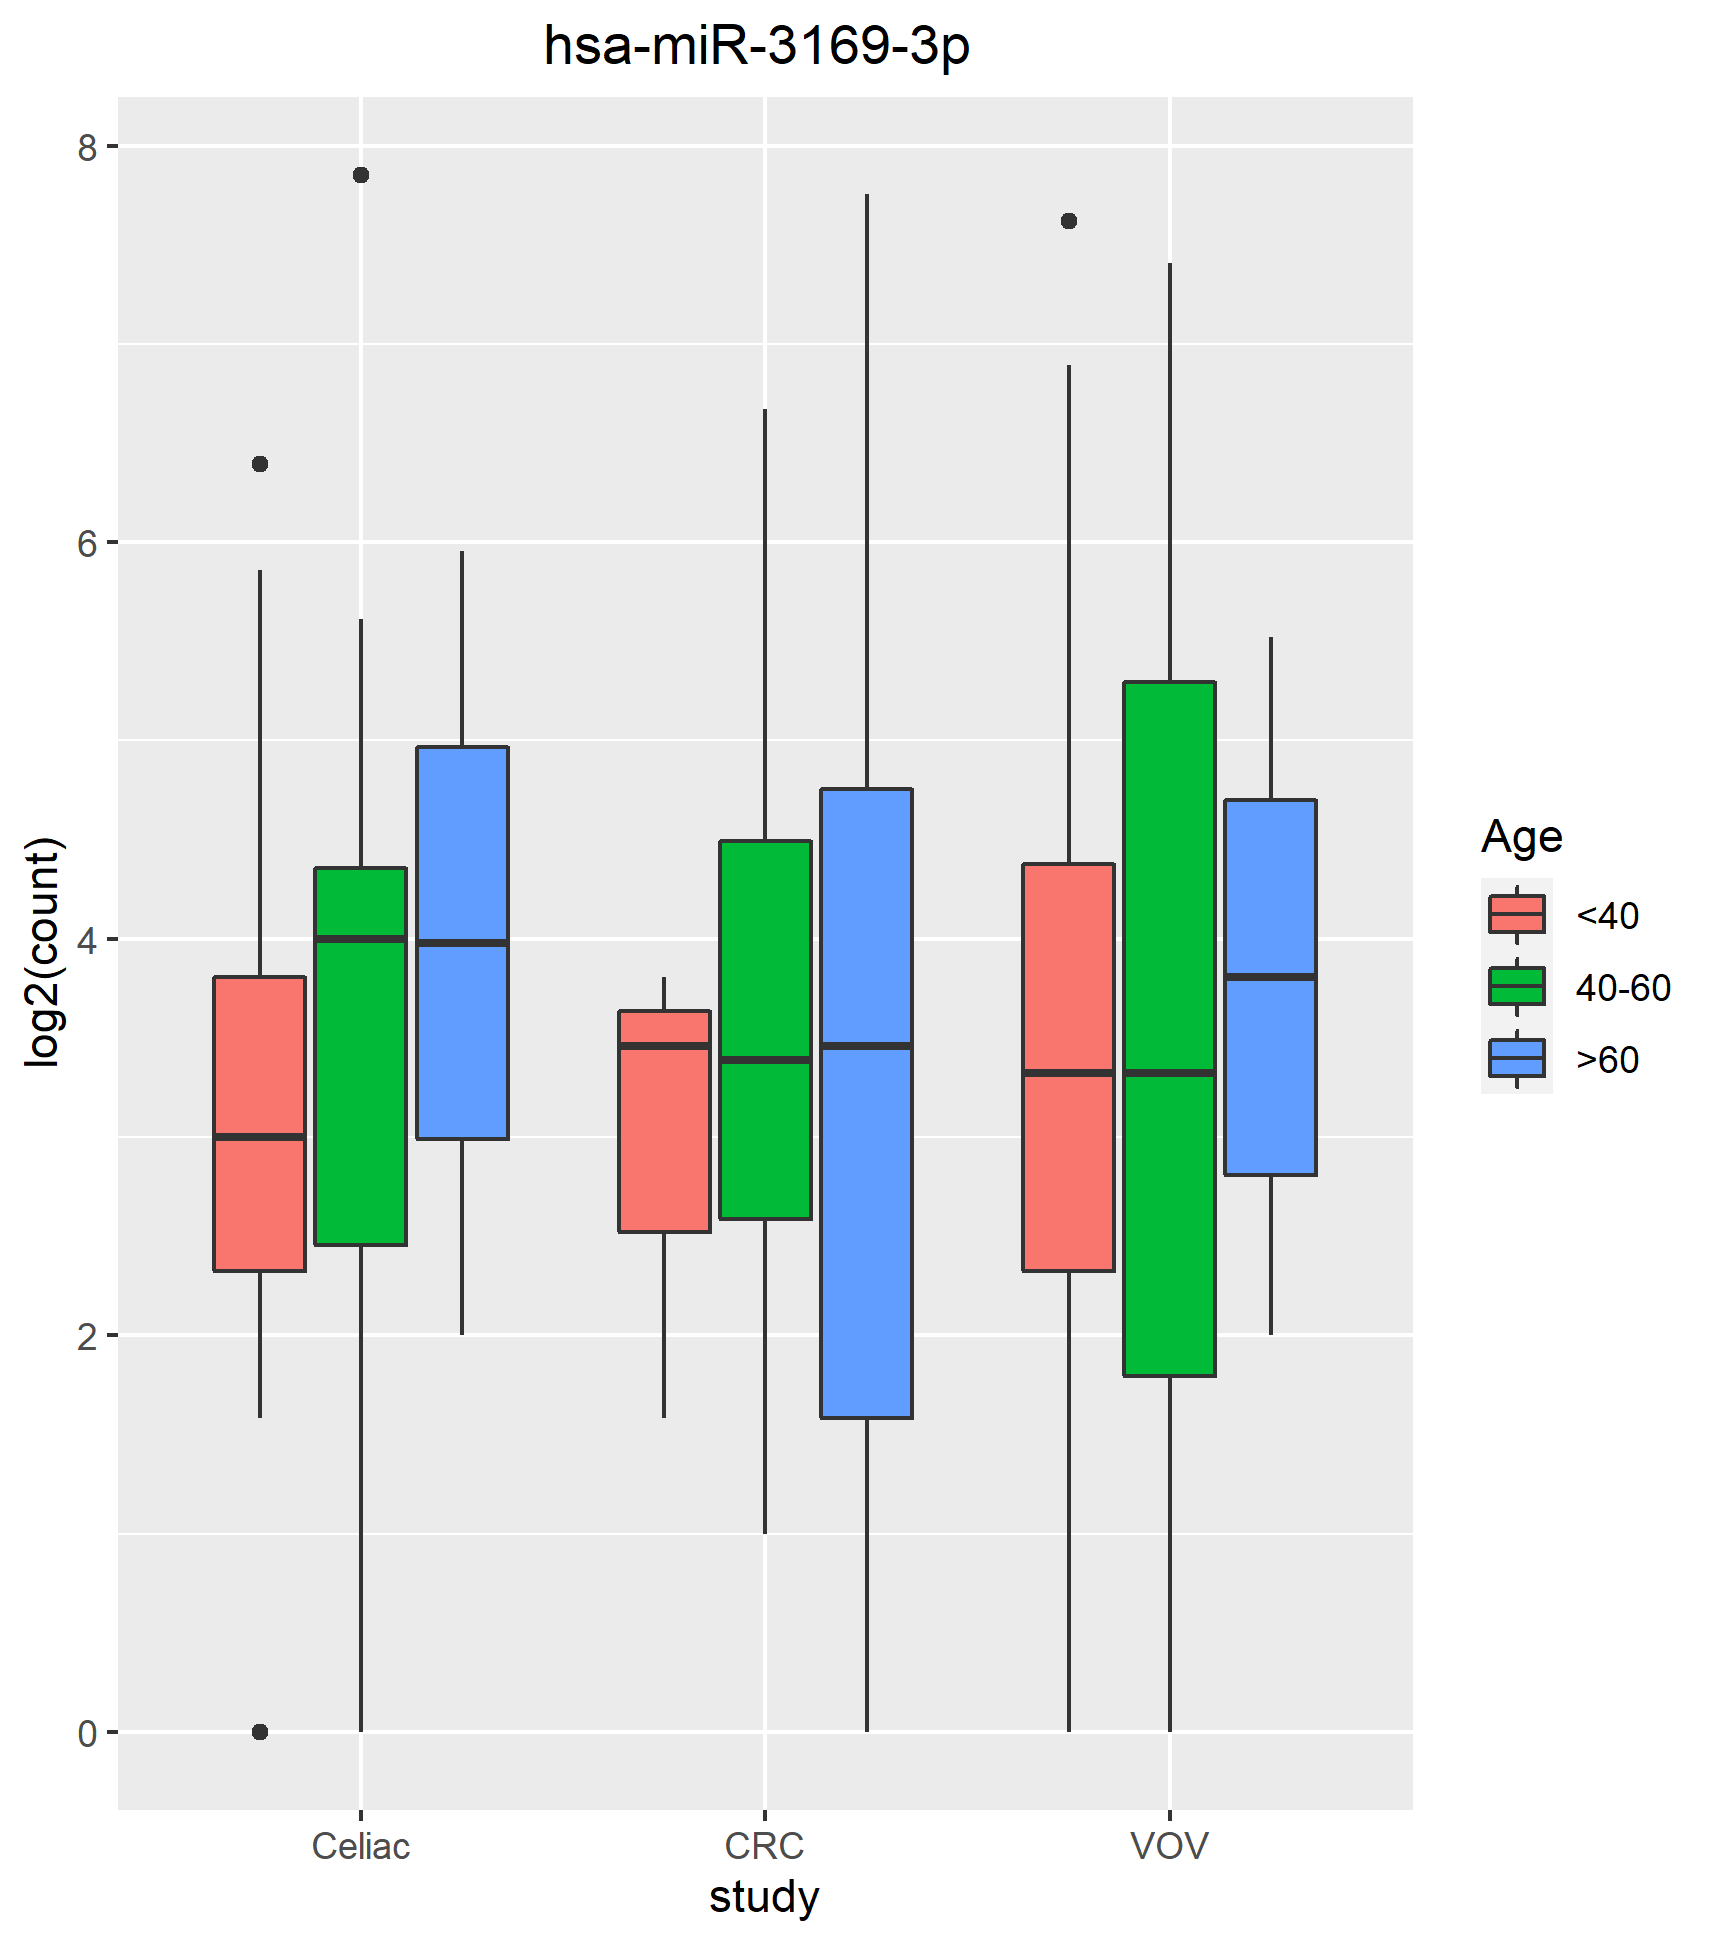 hsa-miR-3169-3p
8
6
4
2
0
log2(count)
Celiac CRC VOV
study
Age
<40
40-60
>60